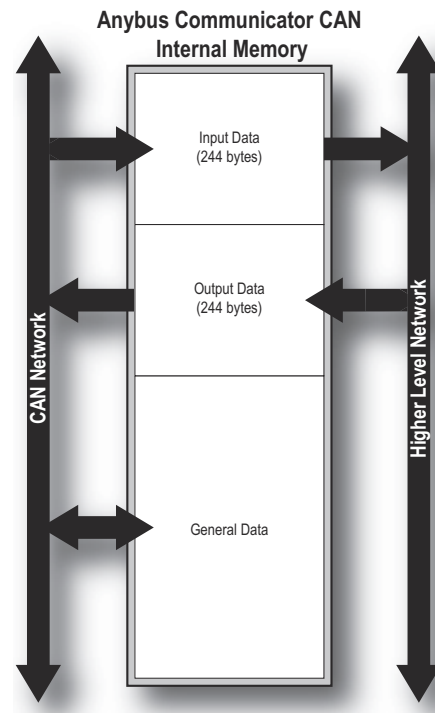 Anybus Communicator CAN
Internal Memory
Input Data
(244 bytes)
Output Data
(244 bytes)
General Data
CAN Network
Higher Level Network